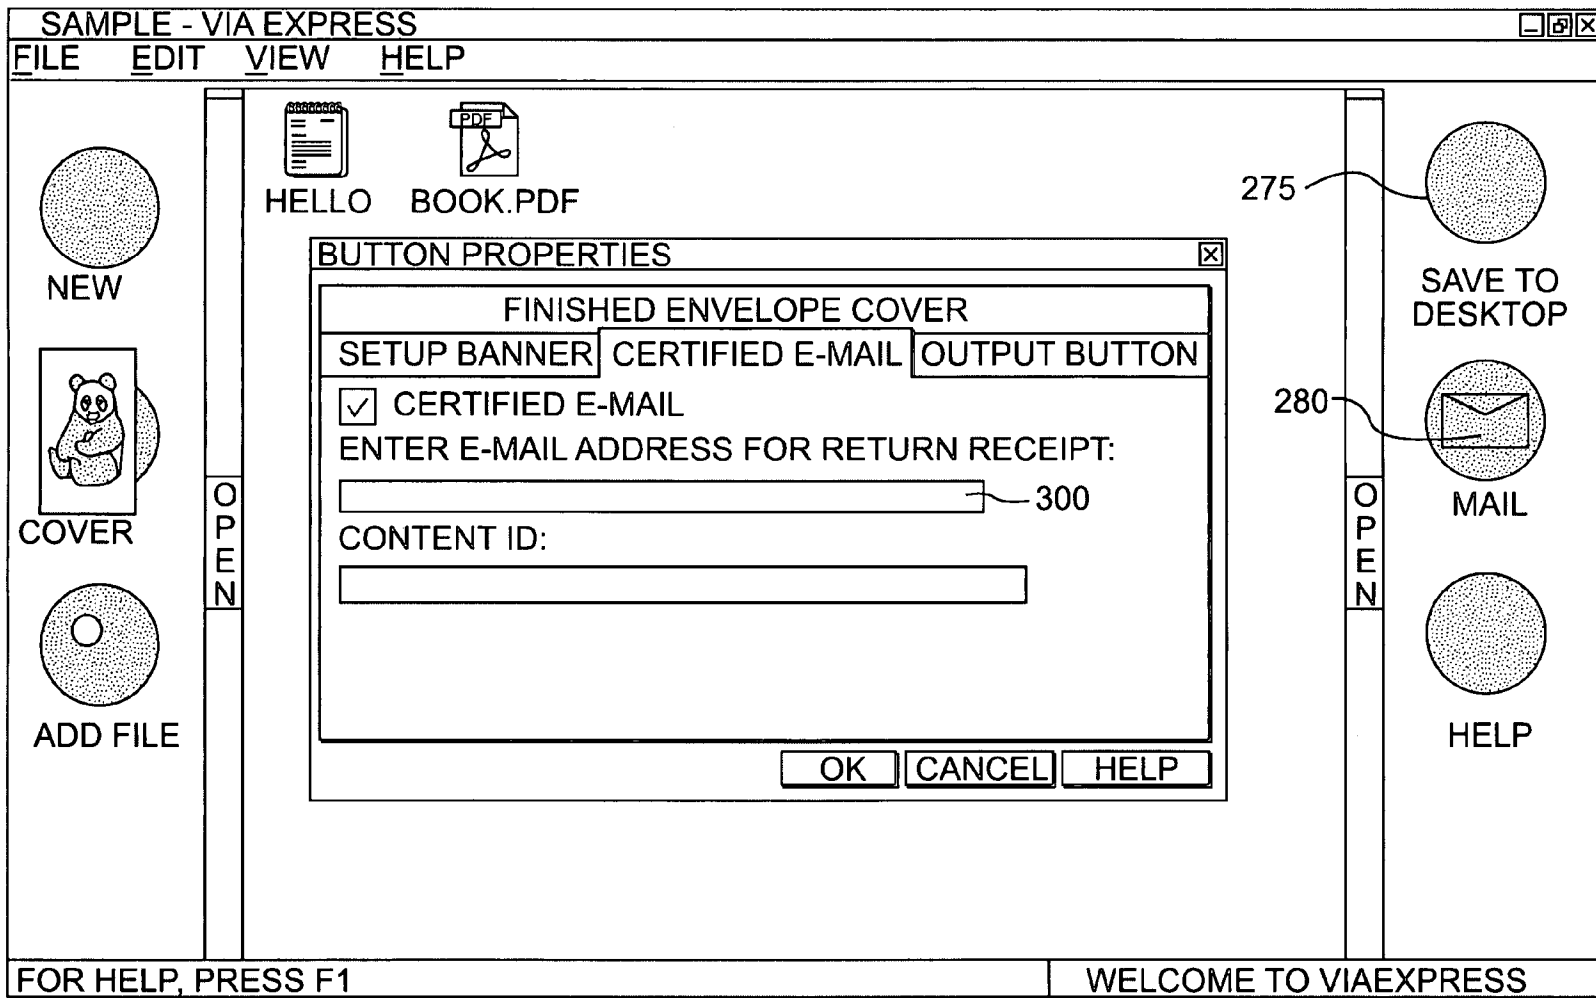 SAMPLE - VIA EXPRESS
FILE EDIT VIEW HELP
NEW
COVER
ADD FILE
OPEN
PDF
HELLO BOOK.PDF
BUTTON PROPERTIES
FINISHED ENVELOPE COVER
SETUP BANNER CERTIFIED E-MAIL OUTPUT BUTTON
CERTIFIED E-MAIL
ENTER E-MAIL ADDRESS FOR RETURN RECEIPT:
300
CONTENT ID:
OK CANCEL HELP
OPEN
275
SAVE TO
DESKTOP
280
MAIL
HELP
FOR HELP, PRESS F1 WELCOME TO VIAEXPRESS